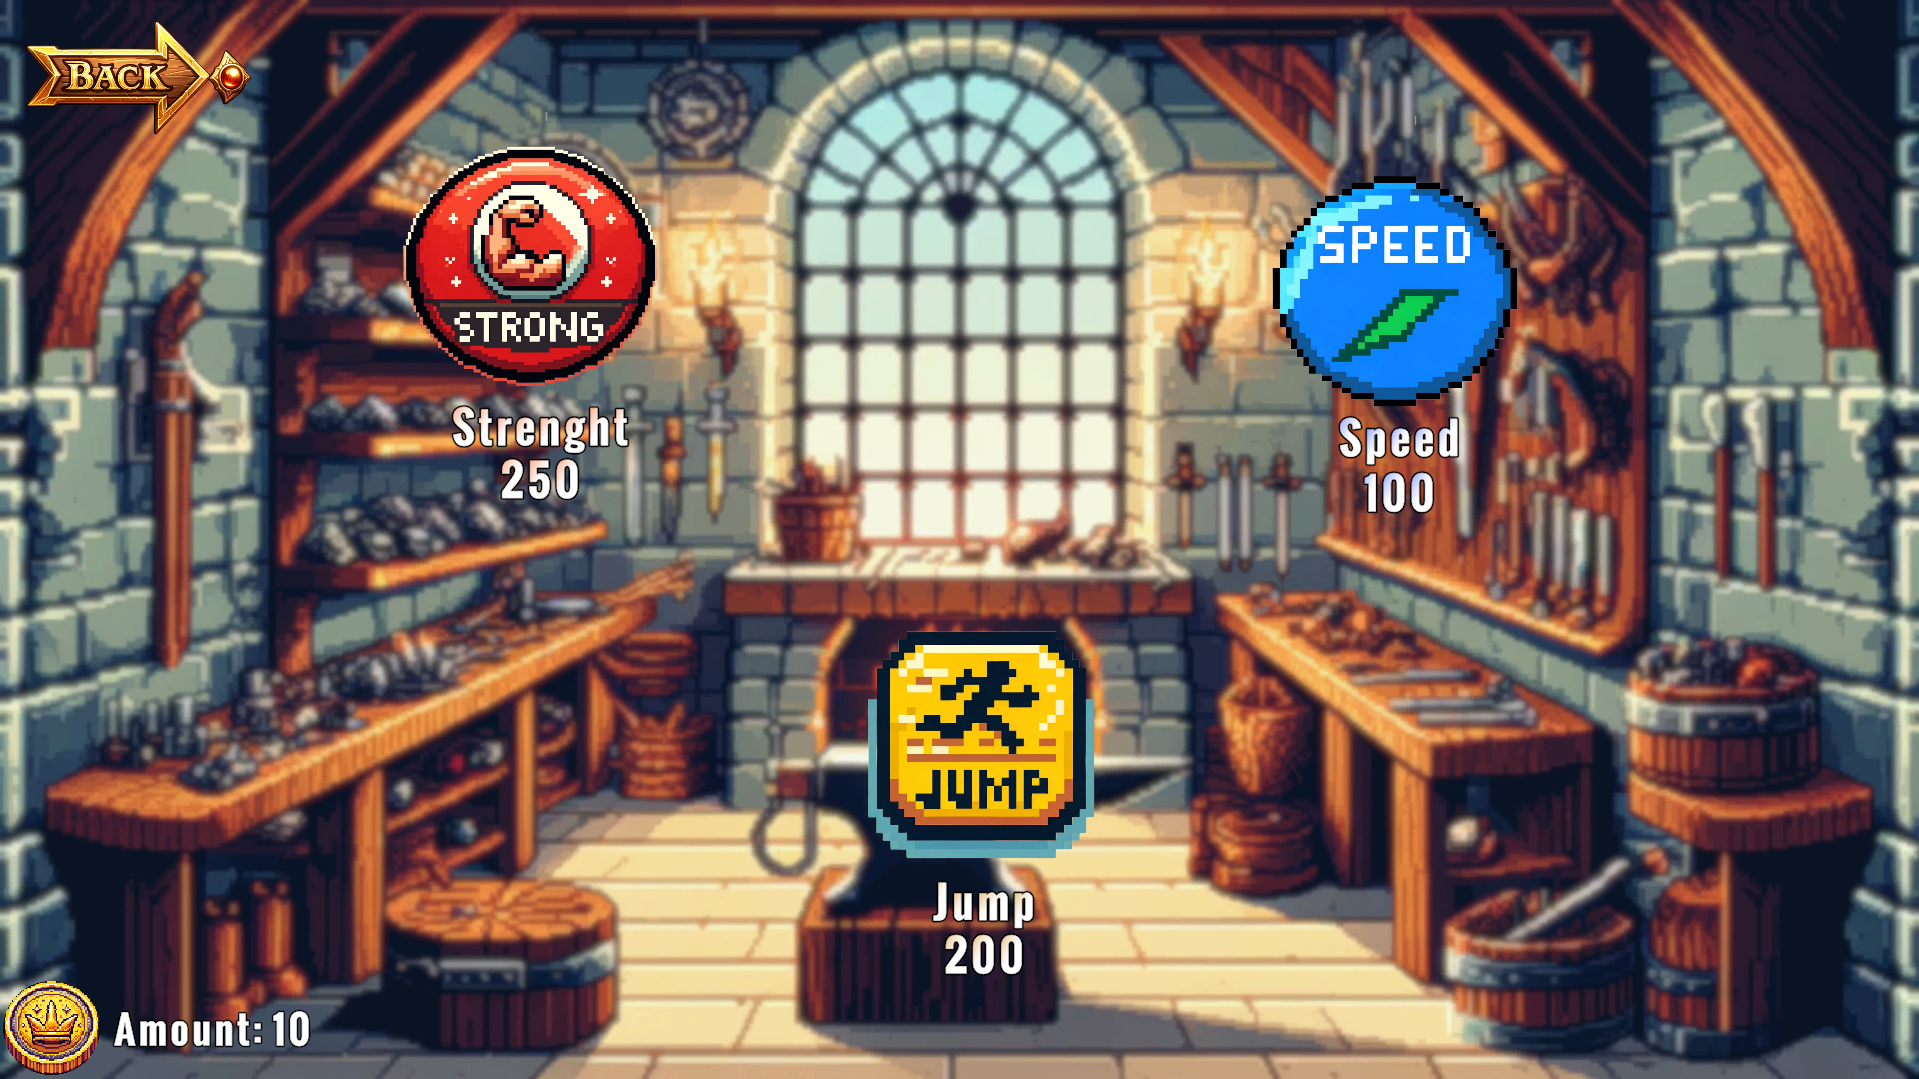 BACK
STRONG
Strenght
250
SPEED
Speed
100
JUMP
Jump
200
Amount: 10